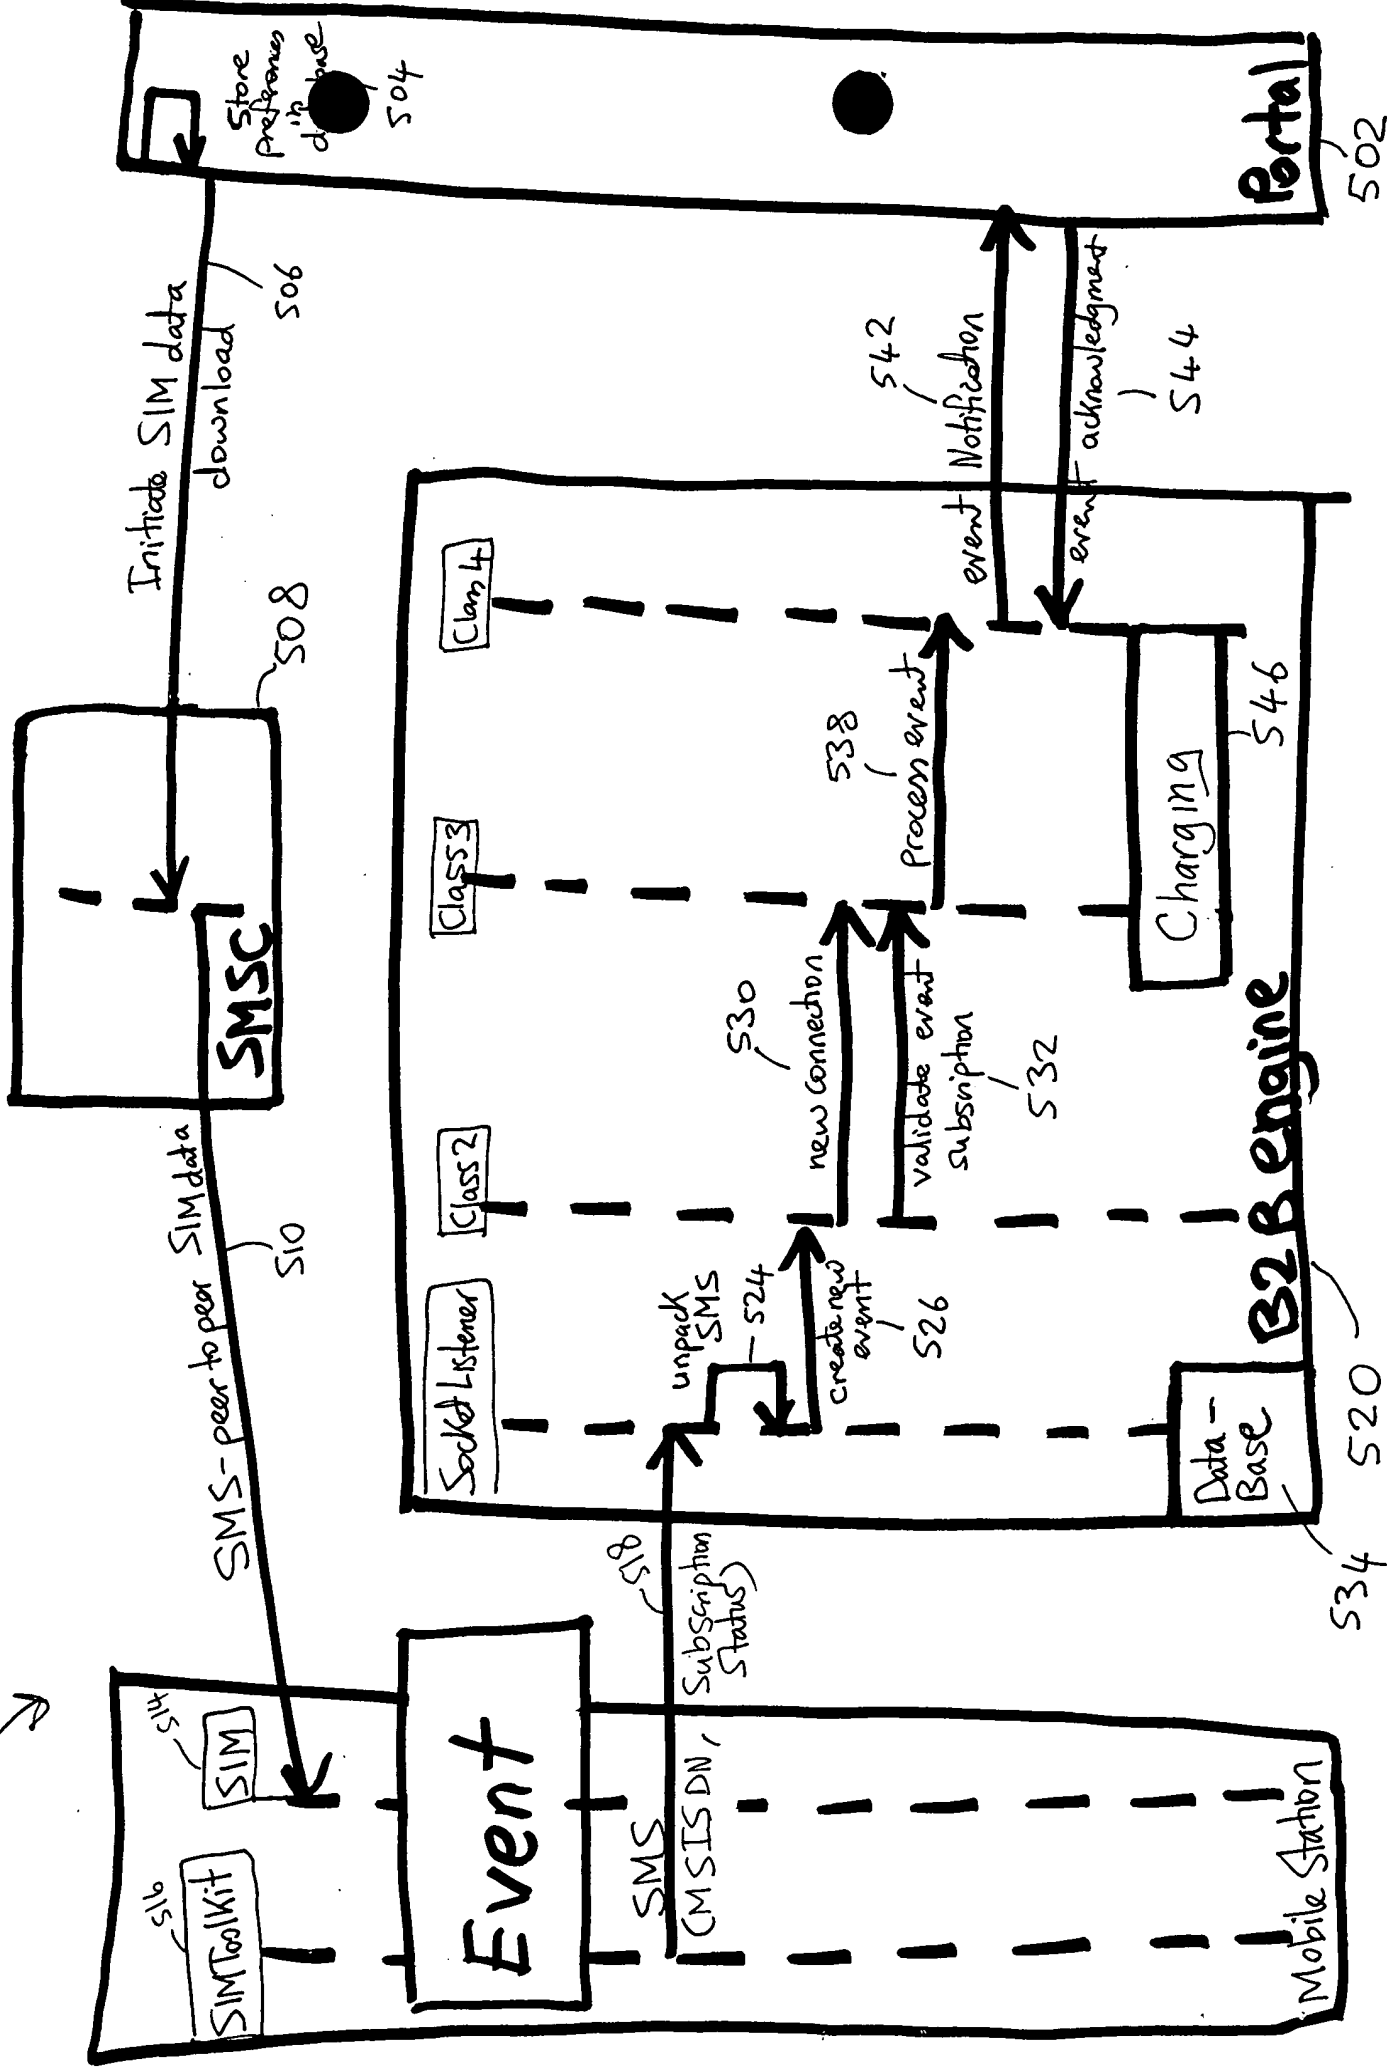 516
SIMToolKit
514
SIM
Event
Mobile Station
SMS-peer to peer SIM data
510
SMSC
508
Initiate SIM data
download
506
Store
preferences
in
504
Portal
502
SMS
(MSISDN, Subscription
Status)
518
Socket Listener
Class 2
Class 3
Class 4
unpack
SMS
524
create new
event
526
new connection
530
validate event
subscription
532
process event
538
event Notification
542
event acknowledgment
544
Charging
546
Data-
Base
534
B2B engine
520